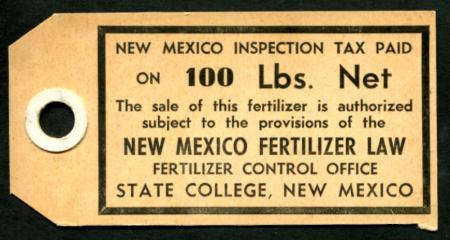 NEW MEXICO INSPECTION TAX PAID
ON 100 Lbs. Net
The sale of this fertilizer is authorized
subject to the provisions of the
NEW MEXICO FERTILIZER LAW
FERTILIZER CONTROL OFFICE
STATE COLLEGE, NEW MEXICO